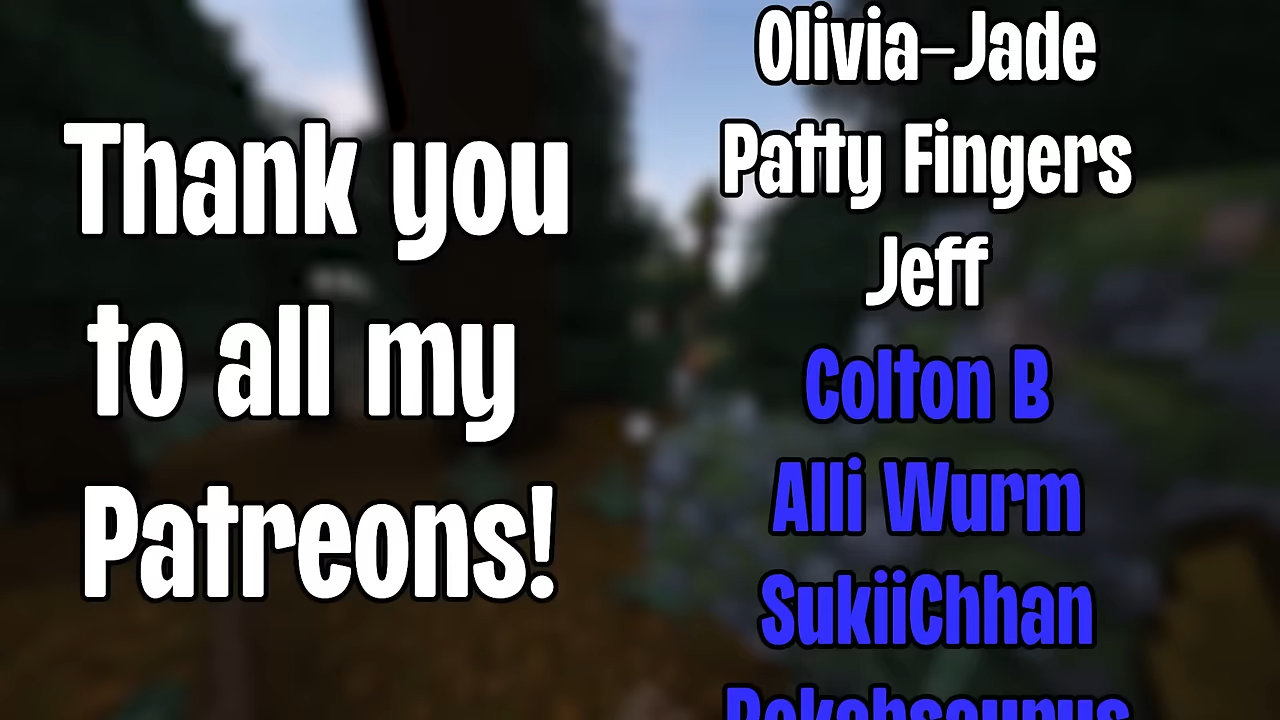 Thank you
to all my
Patreons!
Olivia-Jade
Patty Fingers
Jeff
Colton B
Alli Wurm
SukiiChhan